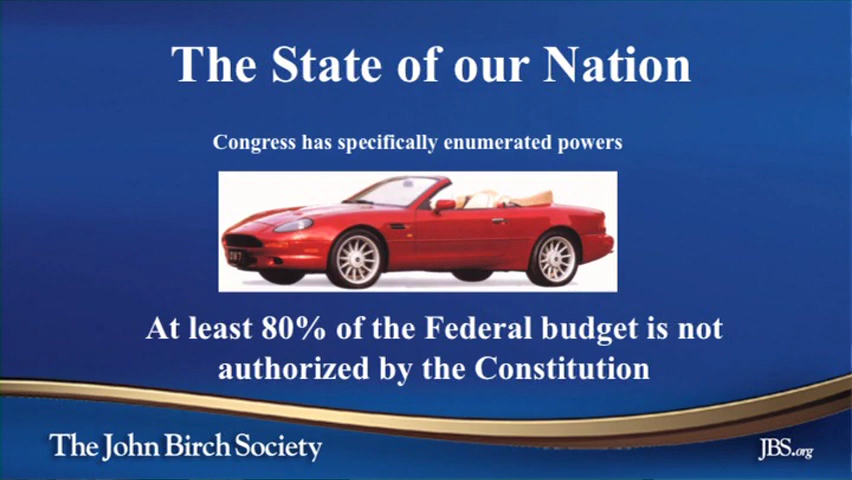 The State of our Nation
Congress has specifically enumerated powers
At least 80% of the Federal budget is not
authorized by the Constitution
The John Birch Society
JBS.org